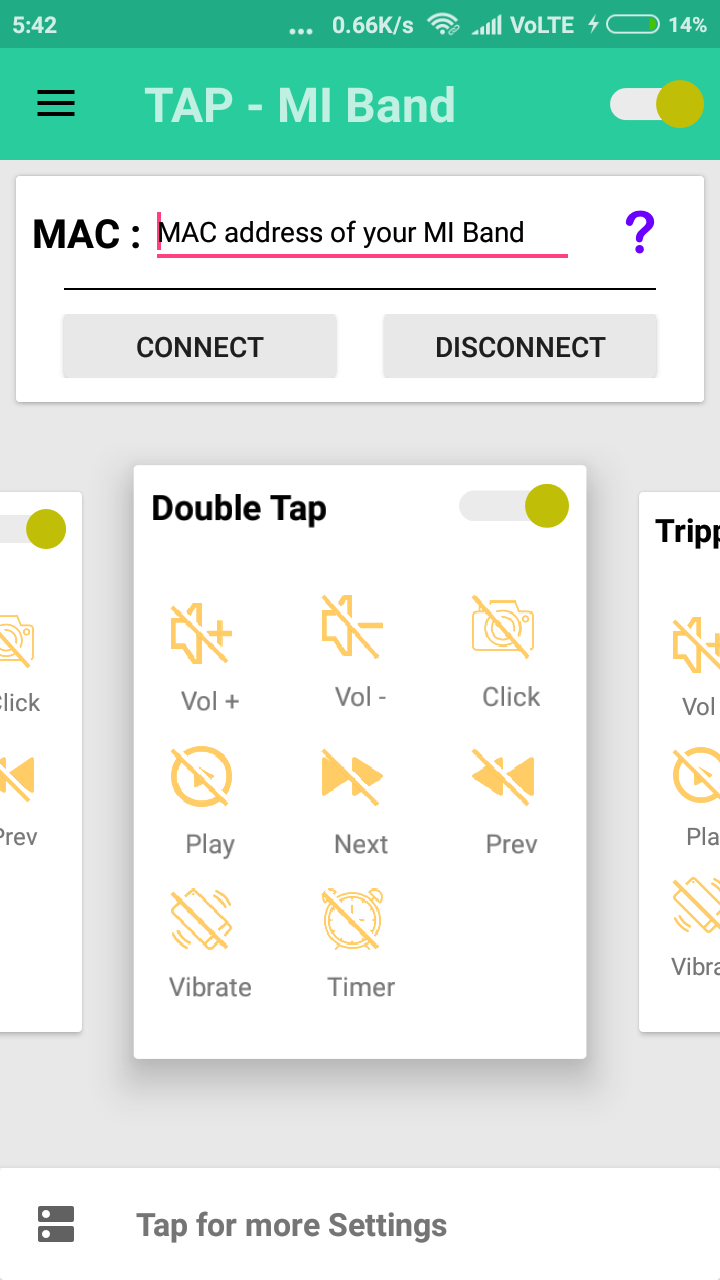 5:42 ... 0.66K/s VoLTE 14%
TAP - MI Band
MAC : MAC address of your MI Band ?
CONNECT DISCONNECT
Double Tap
Tripp
Vol + Vol - Click
Click
Vol
Play Next Prev
Prev
Pla
Vibrate Timer
Vibra
Tap for more Settings